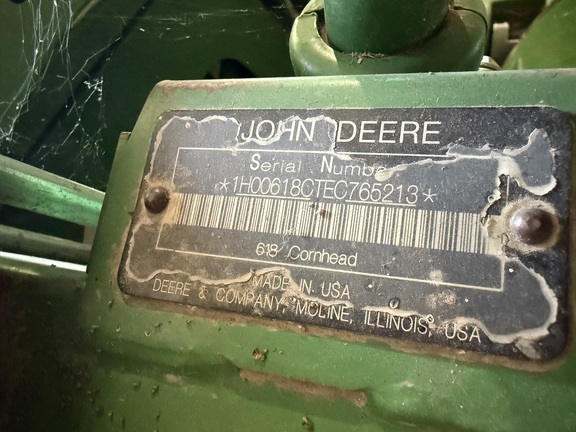 JOHN DEERE
Serial Number
*1H00618CTEC765213*
618 Cornhead
MADE IN USA
DEERE & COMPANY, MOLINE, ILLINOIS, USA